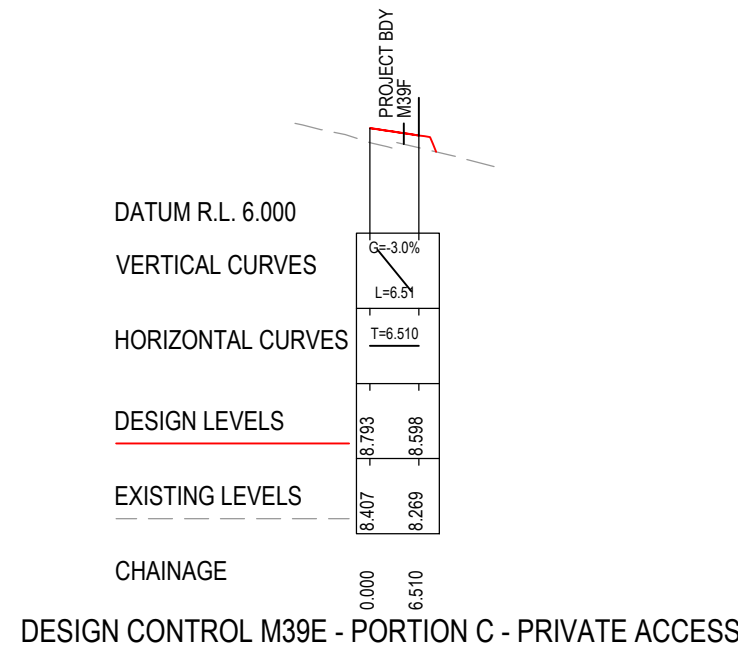 PROJECT BDY
M39F
DATUM R.L. 6.000
VERTICAL CURVES
G=-3.0%
L=6.51
HORIZONTAL CURVES
T=6.510
DESIGN LEVELS
8.793
8.598
EXISTING LEVELS
8.407
8.269
CHAINAGE
0.000
6.510
DESIGN CONTROL M39E - PORTION C - PRIVATE ACCESS